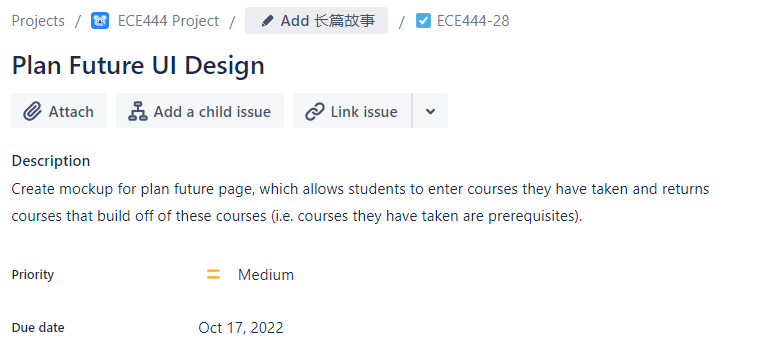 Projects / ECE444 Project / Add 长篇故事 / ECE444-28
Plan Future UI Design
Attach Add a child issue Link issue
Description
Create mockup for plan future page, which allows students to enter courses they have taken and returns
courses that build off of these courses (i.e. courses they have taken are prerequisites).
Priority Medium
Due date Oct 17, 2022